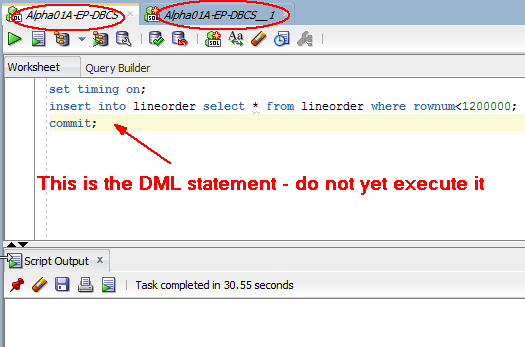 Alpha01A-EP-DBCS Alpha01A-EP-DBCS__1
Worksheet Query Builder
set timing on;
insert into lineorder select * from lineorder where rownum<1200000;
commit;
This is the DML statement - do not yet execute it
Script Output x
Task completed in 30.55 seconds